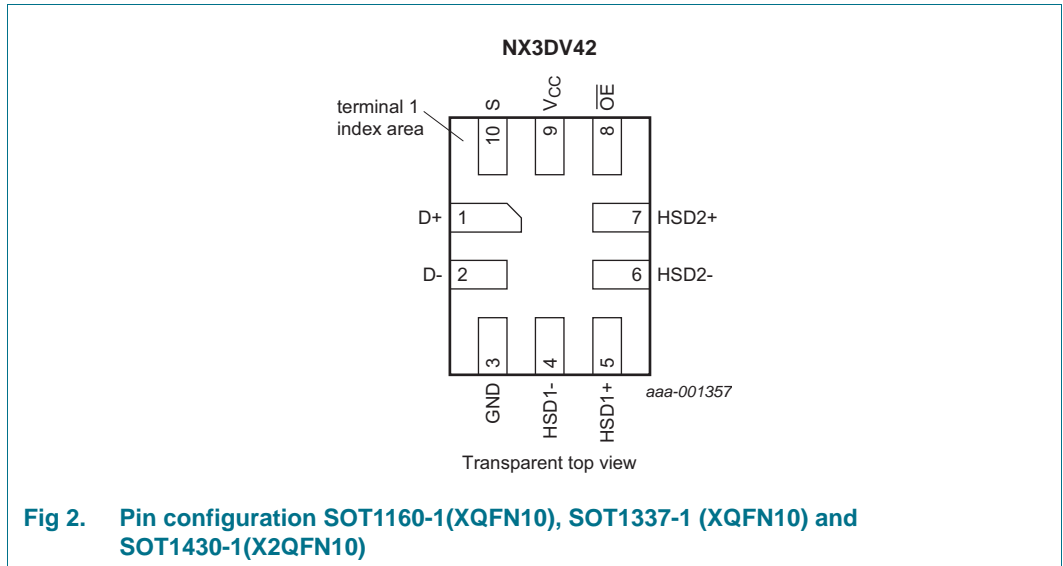 NX3DV42
terminal 1
index area
S
VCC
O̅E̅
10
9
8
D+
1
7
HSD2+
D-
2
6
HSD2-
3
4
5
GND
HSD1-
HSD1+
aaa-001357
Transparent top view
Fig 2. Pin configuration SOT1160-1(XQFN10), SOT1337-1 (XQFN10) and
SOT1430-1(X2QFN10)